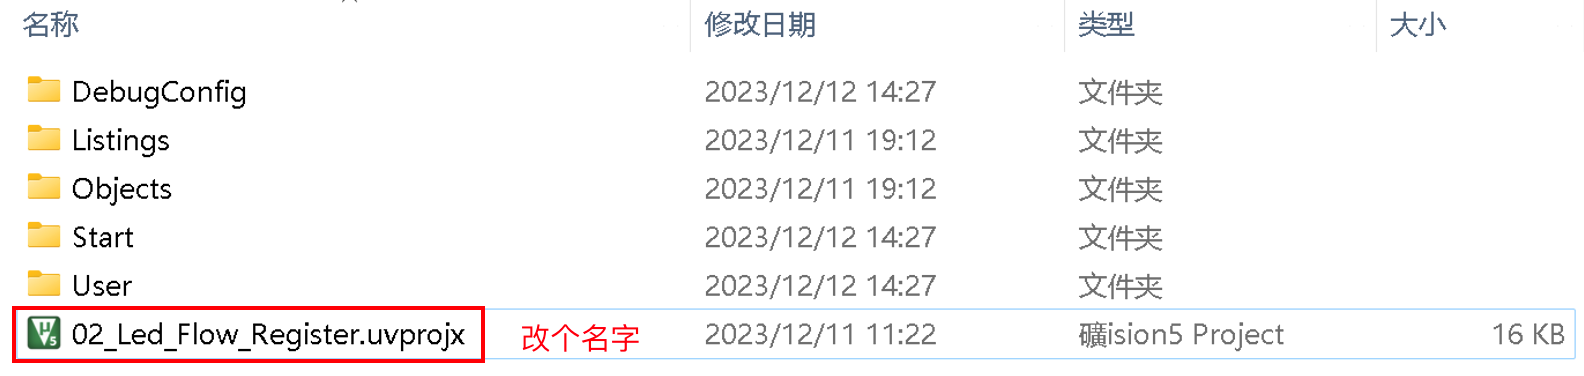 名称 修改日期 类型 大小
DebugConfig 2023/12/12 14:27 文件夹
Listings 2023/12/11 19:12 文件夹
Objects 2023/12/11 19:12 文件夹
Start 2023/12/12 14:27 文件夹
User 2023/12/12 14:27 文件夹
02_Led_Flow_Register.uvprojx 改个名字 2023/12/11 11:22 礦ision5 Project 16 KB